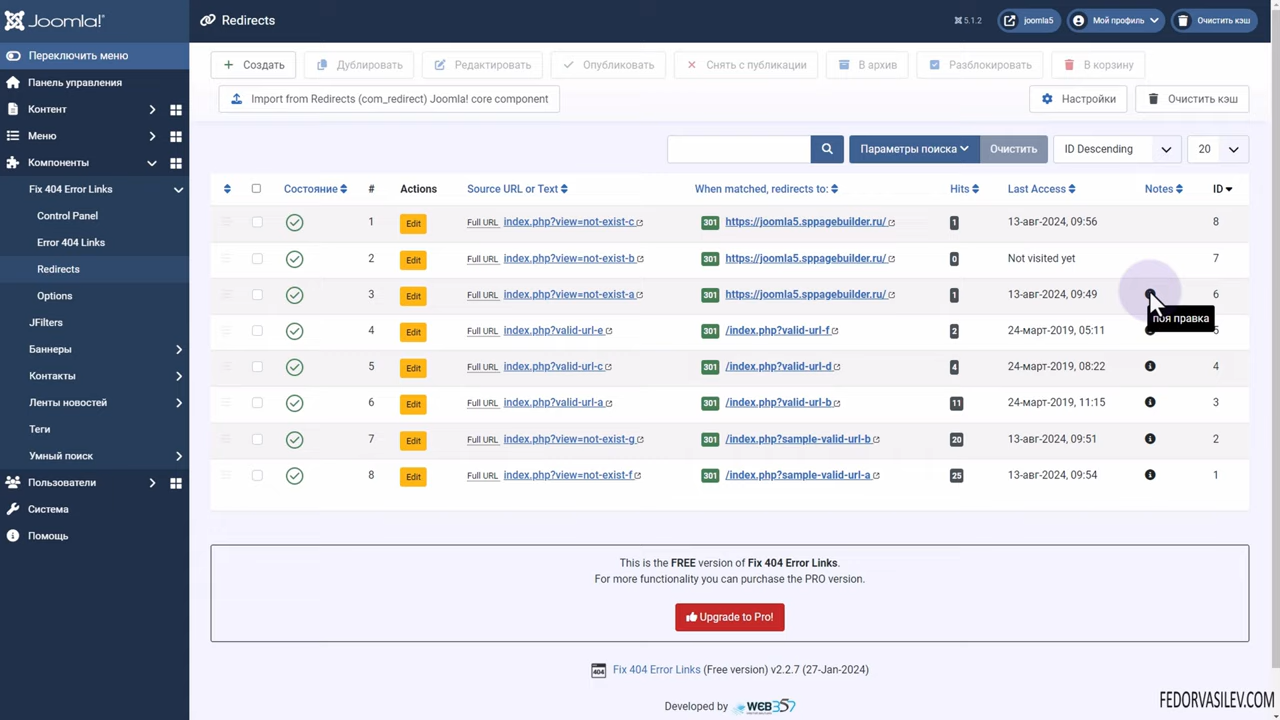 Joomla!
Redirects
5.1.2
joomla5
Мой профиль
Очистить кэш
Переключить меню
Панель управления
Контент
Меню
Компоненты
Fix 404 Error Links
Control Panel
Error 404 Links
Redirects
Options
JFilters
Баннеры
Контакты
Ленты новостей
Теги
Умный поиск
Пользователи
Система
Помощь
Создать
Дублировать
Редактировать
Опубликовать
Снять с публикации
В архив
Разблокировать
В корзину
Import from Redirects (com_redirect) Joomla! core component
Настройки
Очистить кэш
Параметры поиска
Очистить
ID Descending
20
Состояние # Actions Source URL or Text When matched, redirects to: Hits Last Access Notes ID
1 Edit Full URL index.php?view=not-exist-c 301 https://joomla5.sppagebuilder.ru/ 1 13-авг-2024, 09:56 8
2 Edit Full URL index.php?view=not-exist-b 301 https://joomla5.sppagebuilder.ru/ 0 Not visited yet 7
3 Edit Full URL index.php?view=not-exist-a 301 https://joomla5.sppagebuilder.ru/ 1 13-авг-2024, 09:49 6
правка
4 Edit Full URL index.php?valid-url-e 301 /index.php?valid-url-f 2 24-март-2019, 05:11 5
5 Edit Full URL index.php?valid-url-c 301 /index.php?valid-url-d 4 24-март-2019, 08:22 4
6 Edit Full URL index.php?valid-url-a 301 /index.php?valid-url-b 11 24-март-2019, 11:15 3
7 Edit Full URL index.php?view=not-exist-g 301 /index.php?sample-valid-url-b 20 13-авг-2024, 09:51 2
8 Edit Full URL index.php?view=not-exist-f 301 /index.php?sample-valid-url-a 25 13-авг-2024, 09:54 1
This is the FREE version of Fix 404 Error Links.
For more functionality you can purchase the PRO version.
Upgrade to Pro!
404 Fix 404 Error Links (Free version) v2.2.7 (27-Jan-2024)
Developed by WEB357
FEDORVASILEV.COM